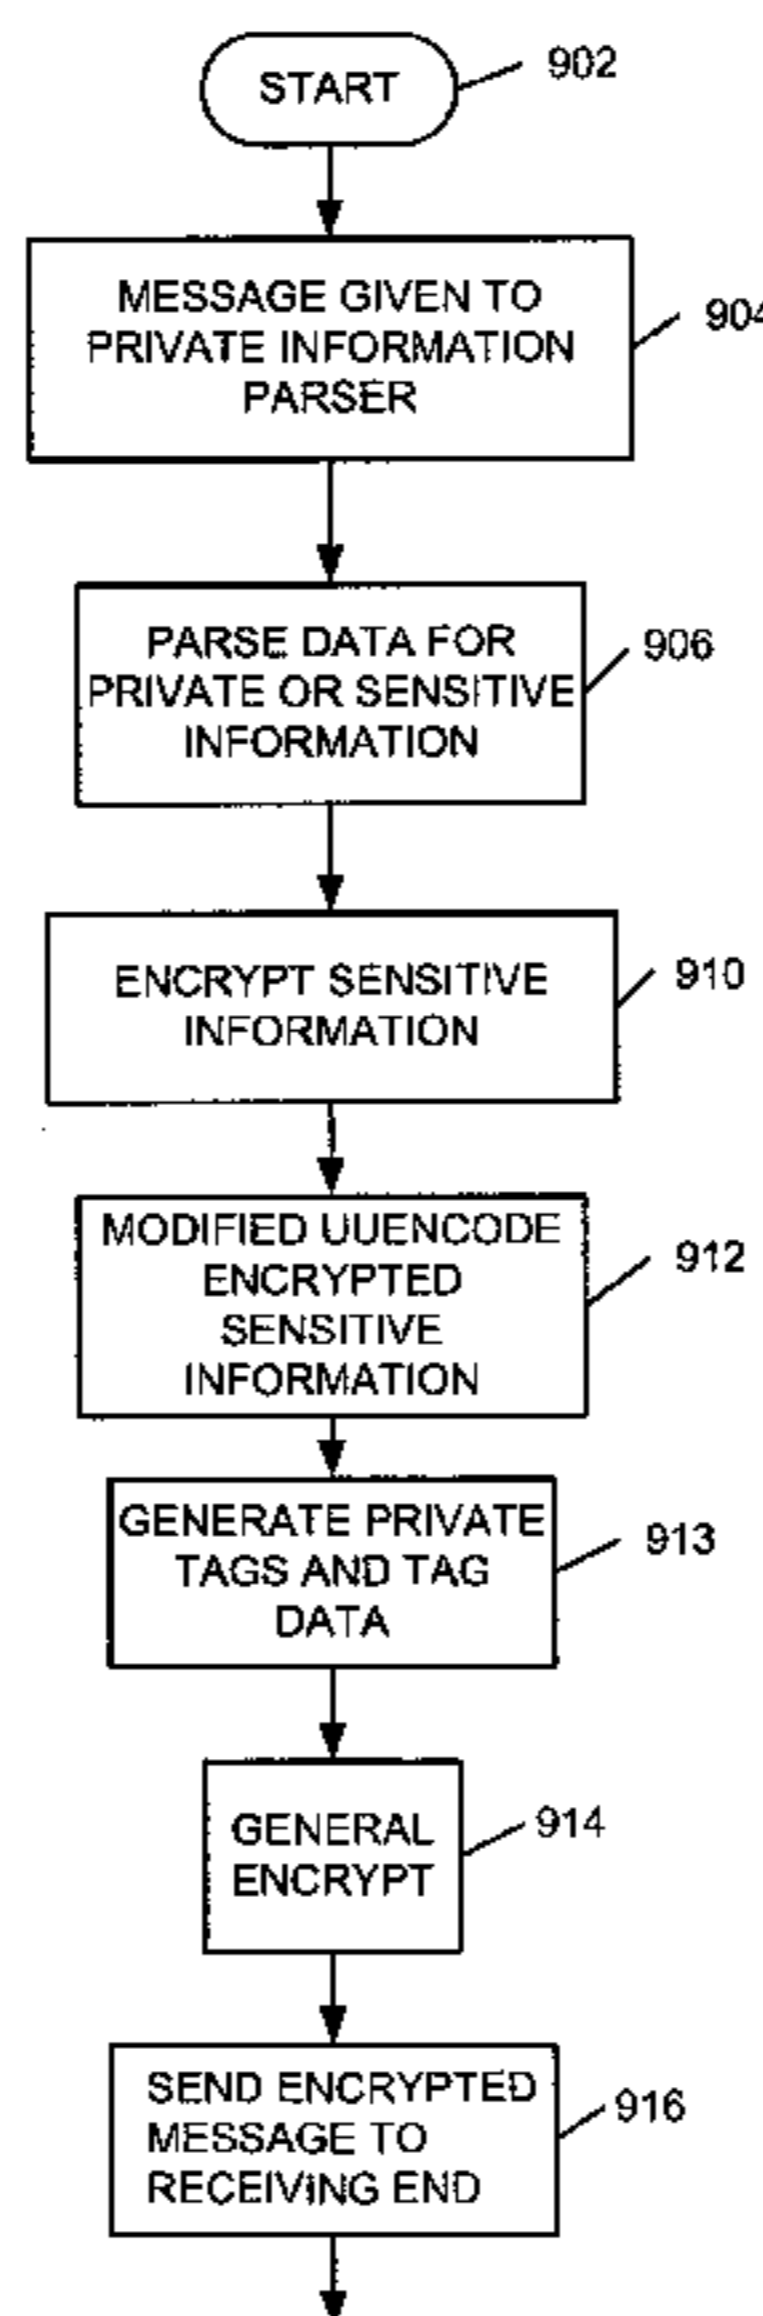 START
902
MESSAGE GIVEN TO
PRIVATE INFORMATION
PARSER
904
PARSE DATA FOR
PRIVATE OR SENSITIVE
INFORMATION
906
ENCRYPT SENSITIVE
INFORMATION
910
MODIFIED UUENCODE
ENCRYPTED
SENSITIVE
INFORMATION
912
GENERATE PRIVATE
TAGS AND TAG
DATA
913
GENERAL
ENCRYPT
914
SEND ENCRYPTED
MESSAGE TO
RECEIVING END
916